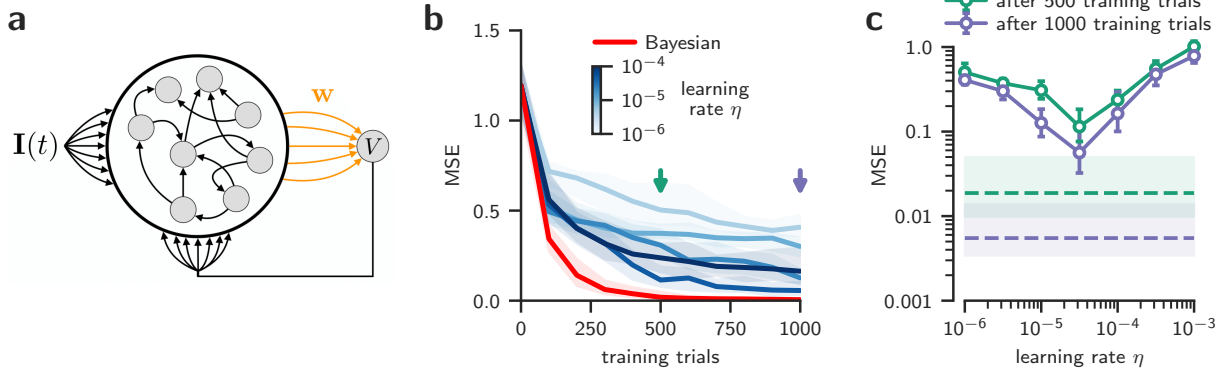 a
I(t)
w
V
b
MSE
1.5
1.0
0.5
0.0
Bayesian
10⁻⁴
10⁻⁵
10⁻⁶
learning
rate η
0
250
500
750
1000
training trials
c
after 500 training trials
after 1000 training trials
MSE
1.0
0.1
0.01
0.001
10⁻⁶
10⁻⁵
10⁻⁴
10⁻³
learning rate η